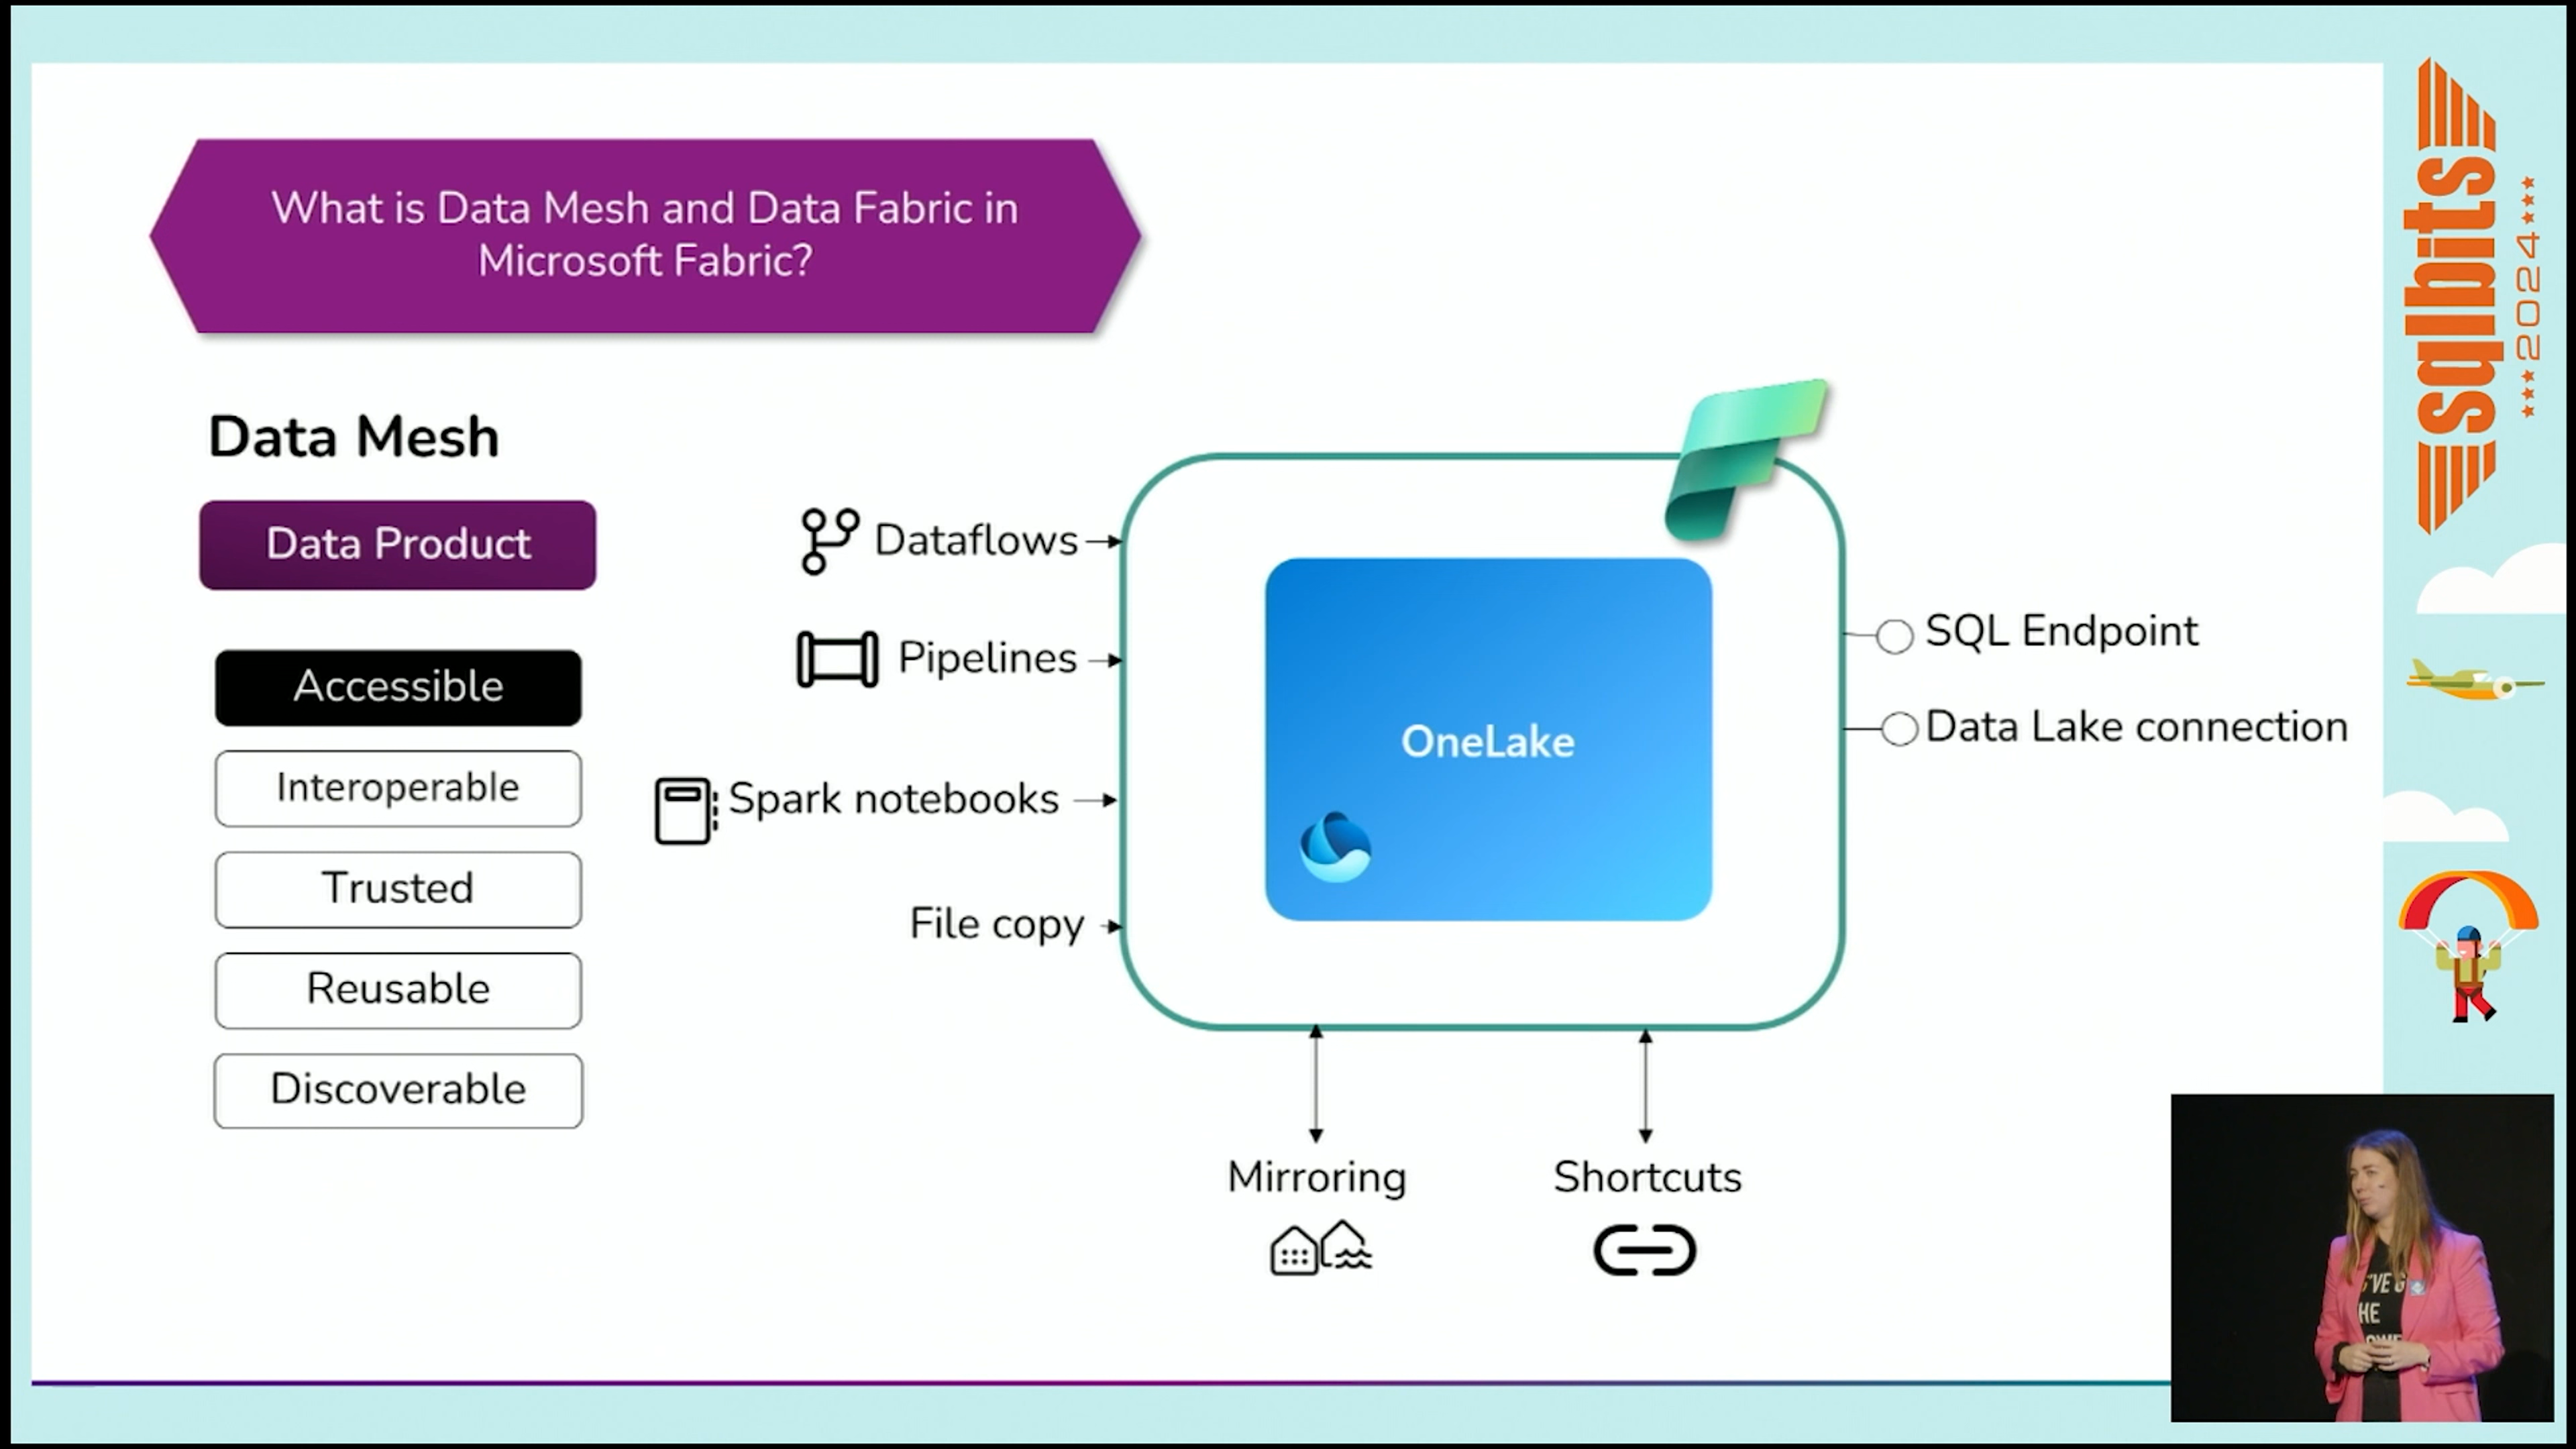 What is Data Mesh and Data Fabric in
Microsoft Fabric?
Data Mesh
Data Product
Accessible
Interoperable
Trusted
Reusable
Discoverable
Dataflows
Pipelines
Spark notebooks
File copy
OneLake
SQL Endpoint
Data Lake connection
Mirroring
Shortcuts
sqlbits
2024
HE